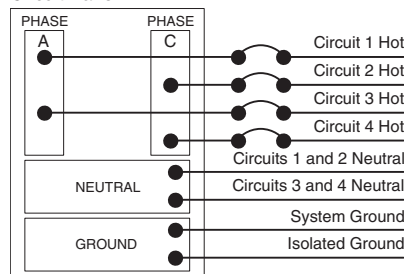 PHASE PHASE
A C
Circuit 1 Hot
Circuit 2 Hot
Circuit 3 Hot
Circuit 4 Hot
Circuits 1 and 2 Neutral
NEUTRAL
Circuits 3 and 4 Neutral
System Ground
GROUND
Isolated Ground